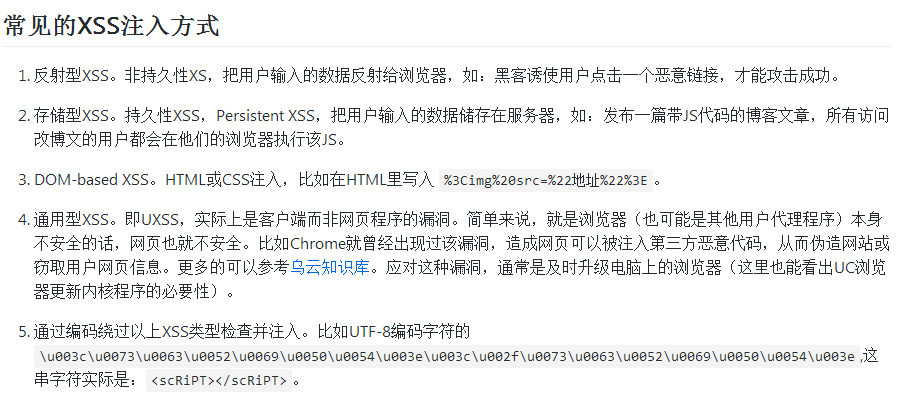 常见的XSS注入方式
1. 反射型XSS。非持久性XS，把用户输入的数据反射给浏览器，如：黑客诱使用户点击一个恶意链接，才能攻击成功。
2. 存储型XSS。持久性XSS，Persistent XSS，把用户输入的数据储存在服务器，如：发布一篇带JS代码的博客文章，所有访问
改博文的用户都会在他们的浏览器执行该JS。
3. DOM-based XSS。HTML或CSS注入，比如在HTML里写入 %3Cimg%20src=%22地址%22%3E 。
4. 通用型XSS。即UXSS，实际上是客户端而非网页程序的漏洞。简单来说，就是浏览器（也可能是其他用户代理程序）本身
不安全的话，网页也就不安全。比如Chrome就曾经出现过该漏洞，造成网页可以被注入第三方恶意代码，从而伪造网站或
窃取用户网页信息。更多的可以参考乌云知识库。应对这种漏洞，通常是及时升级电脑上的浏览器（这里也能看出UC浏览
器更新内核程序的必要性）。
5. 通过编码绕过以上XSS类型检查并注入。比如UTF-8编码字符的
\u003c\u0073\u0063\u0052\u0069\u0050\u0054\u003e\u003c\u002f\u0073\u0063\u0052\u0069\u0050\u0054\u003e ,这
串字符实际是： <scRiPT></scRiPT> 。